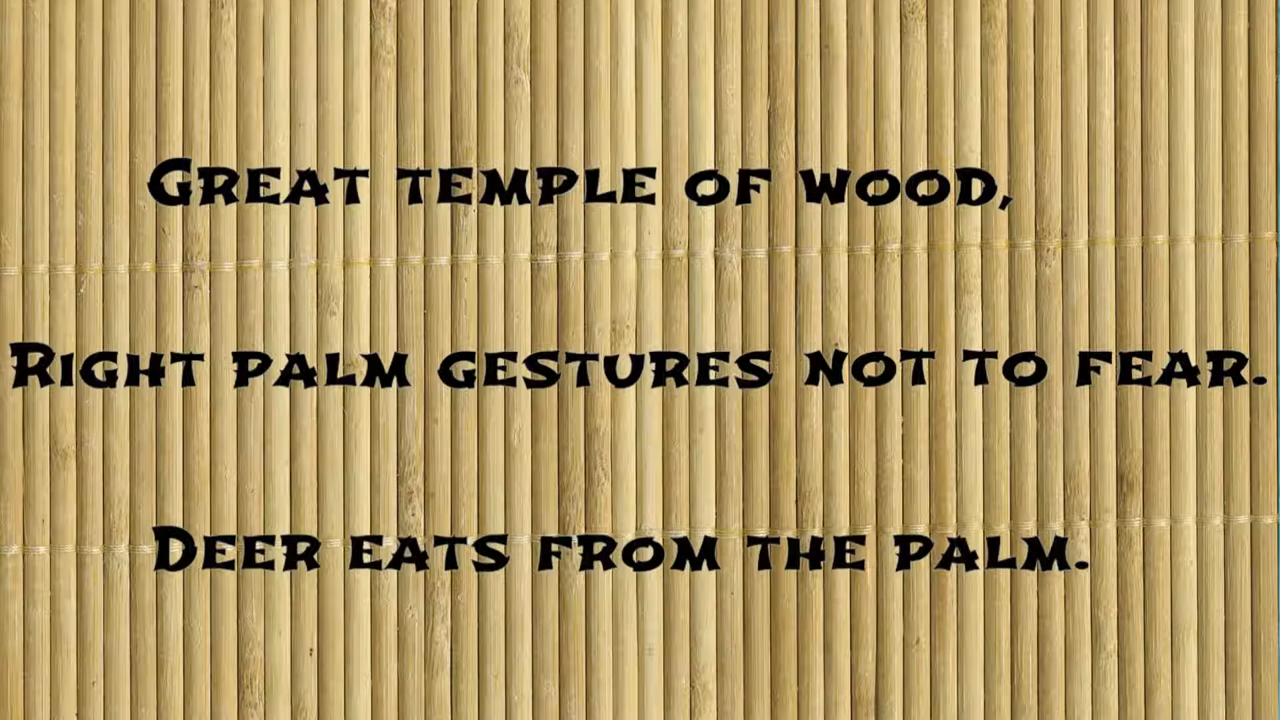 Great temple of wood,
Right palm gestures not to fear.
Deer eats from the palm.